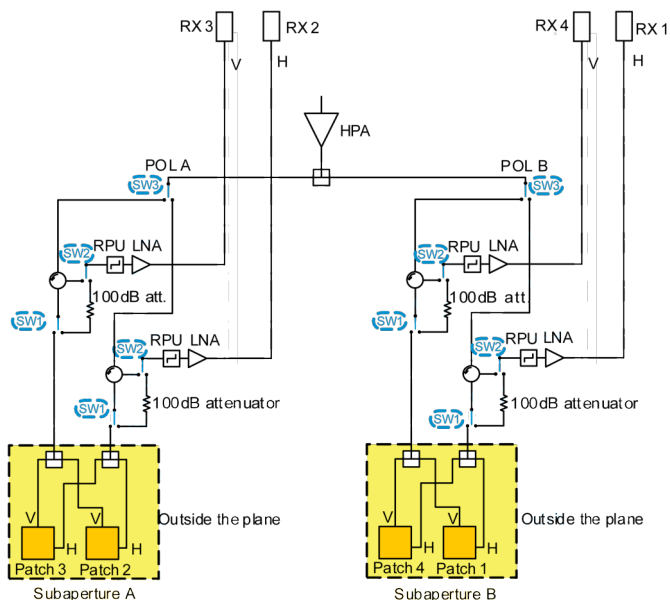 RX 3
RX 2
RX 4
RX 1
V
H
V
H
HPA
POL A
POL B
SW3
SW3
SW2
RPU LNA
SW2
RPU LNA
100dB att.
100dB att.
SW1
SW1
SW2
RPU LNA
SW2
RPU LNA
100dB attenuator
100dB attenuator
SW1
SW1
V
V
H
H
Patch 3
Patch 2
Outside the plane
Subaperture A
V
V
H
H
Patch 4
Patch 1
Outside the plane
Subaperture B